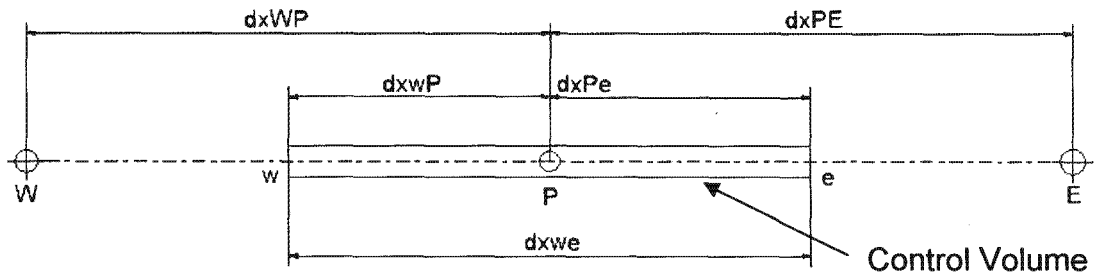 dxWP dxPE
dxwP dxPe
w e
W P E
dxwe
Control Volume